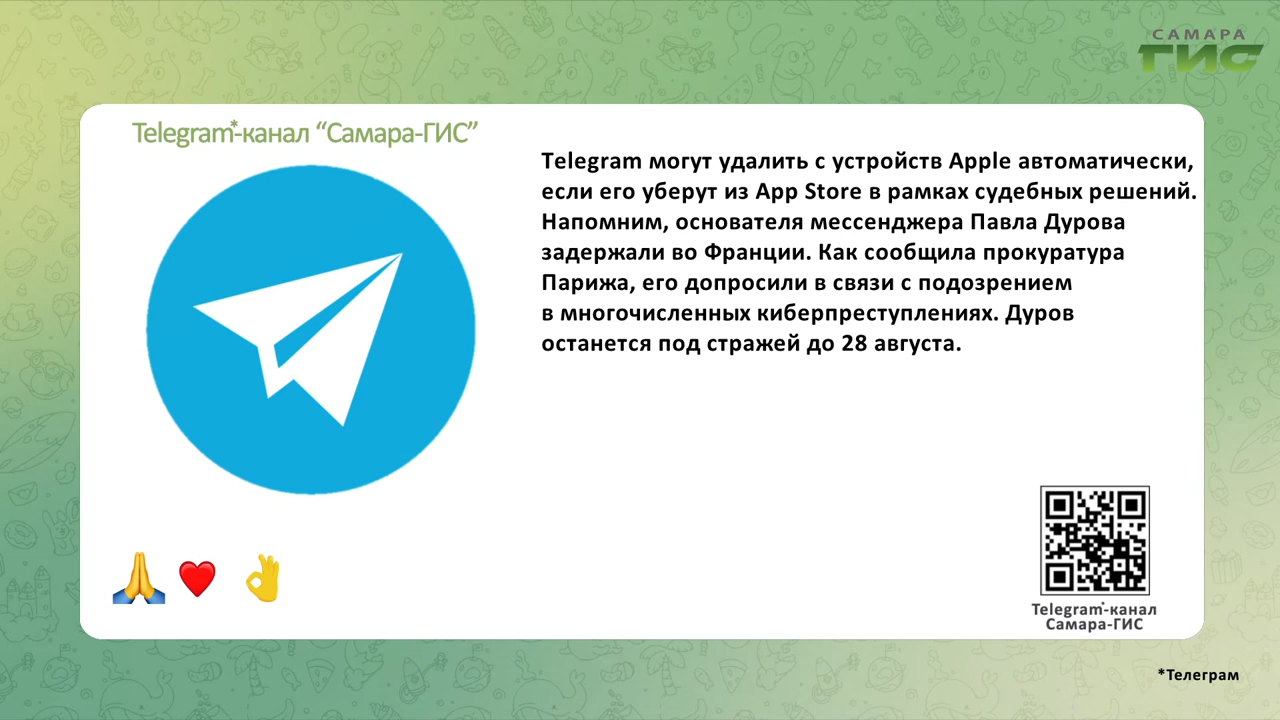 САМАРА
ГИС
Telegram*-канал “Самара-ГИС”
Telegram могут удалить с устройств Apple автоматически,
если его уберут из App Store в рамках судебных решений.
Напомним, основателя мессенджера Павла Дурова
задержали во Франции. Как сообщила прокуратура
Парижа, его допросили в связи с подозрением
в многочисленных киберпреступлениях. Дуров
останется под стражей до 28 августа.
Telegram*-канал
Самара-ГИС
*Телеграм